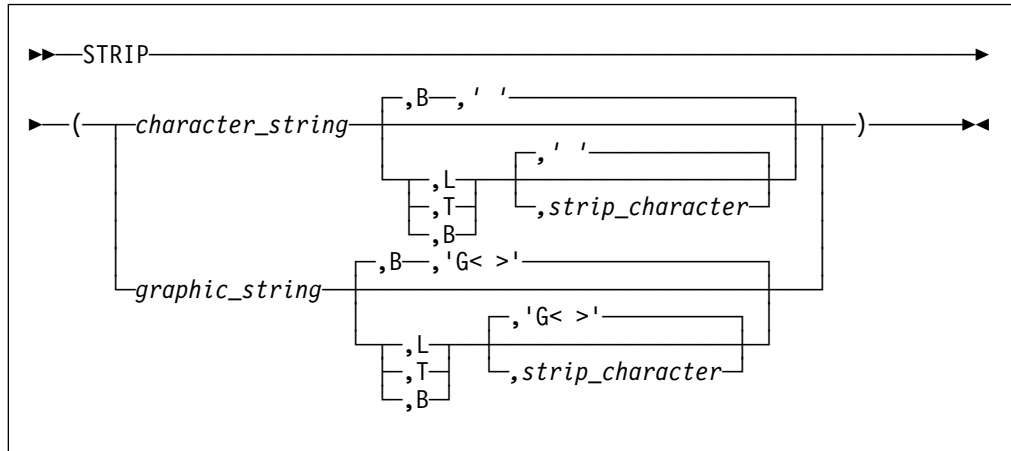 STRIP
,B ,' '
( character_string )
,' '
,L
,T ,strip_character
,B
,B ,'G< >'
graphic_string
,'G< >'
,L
,T ,strip_character
,B